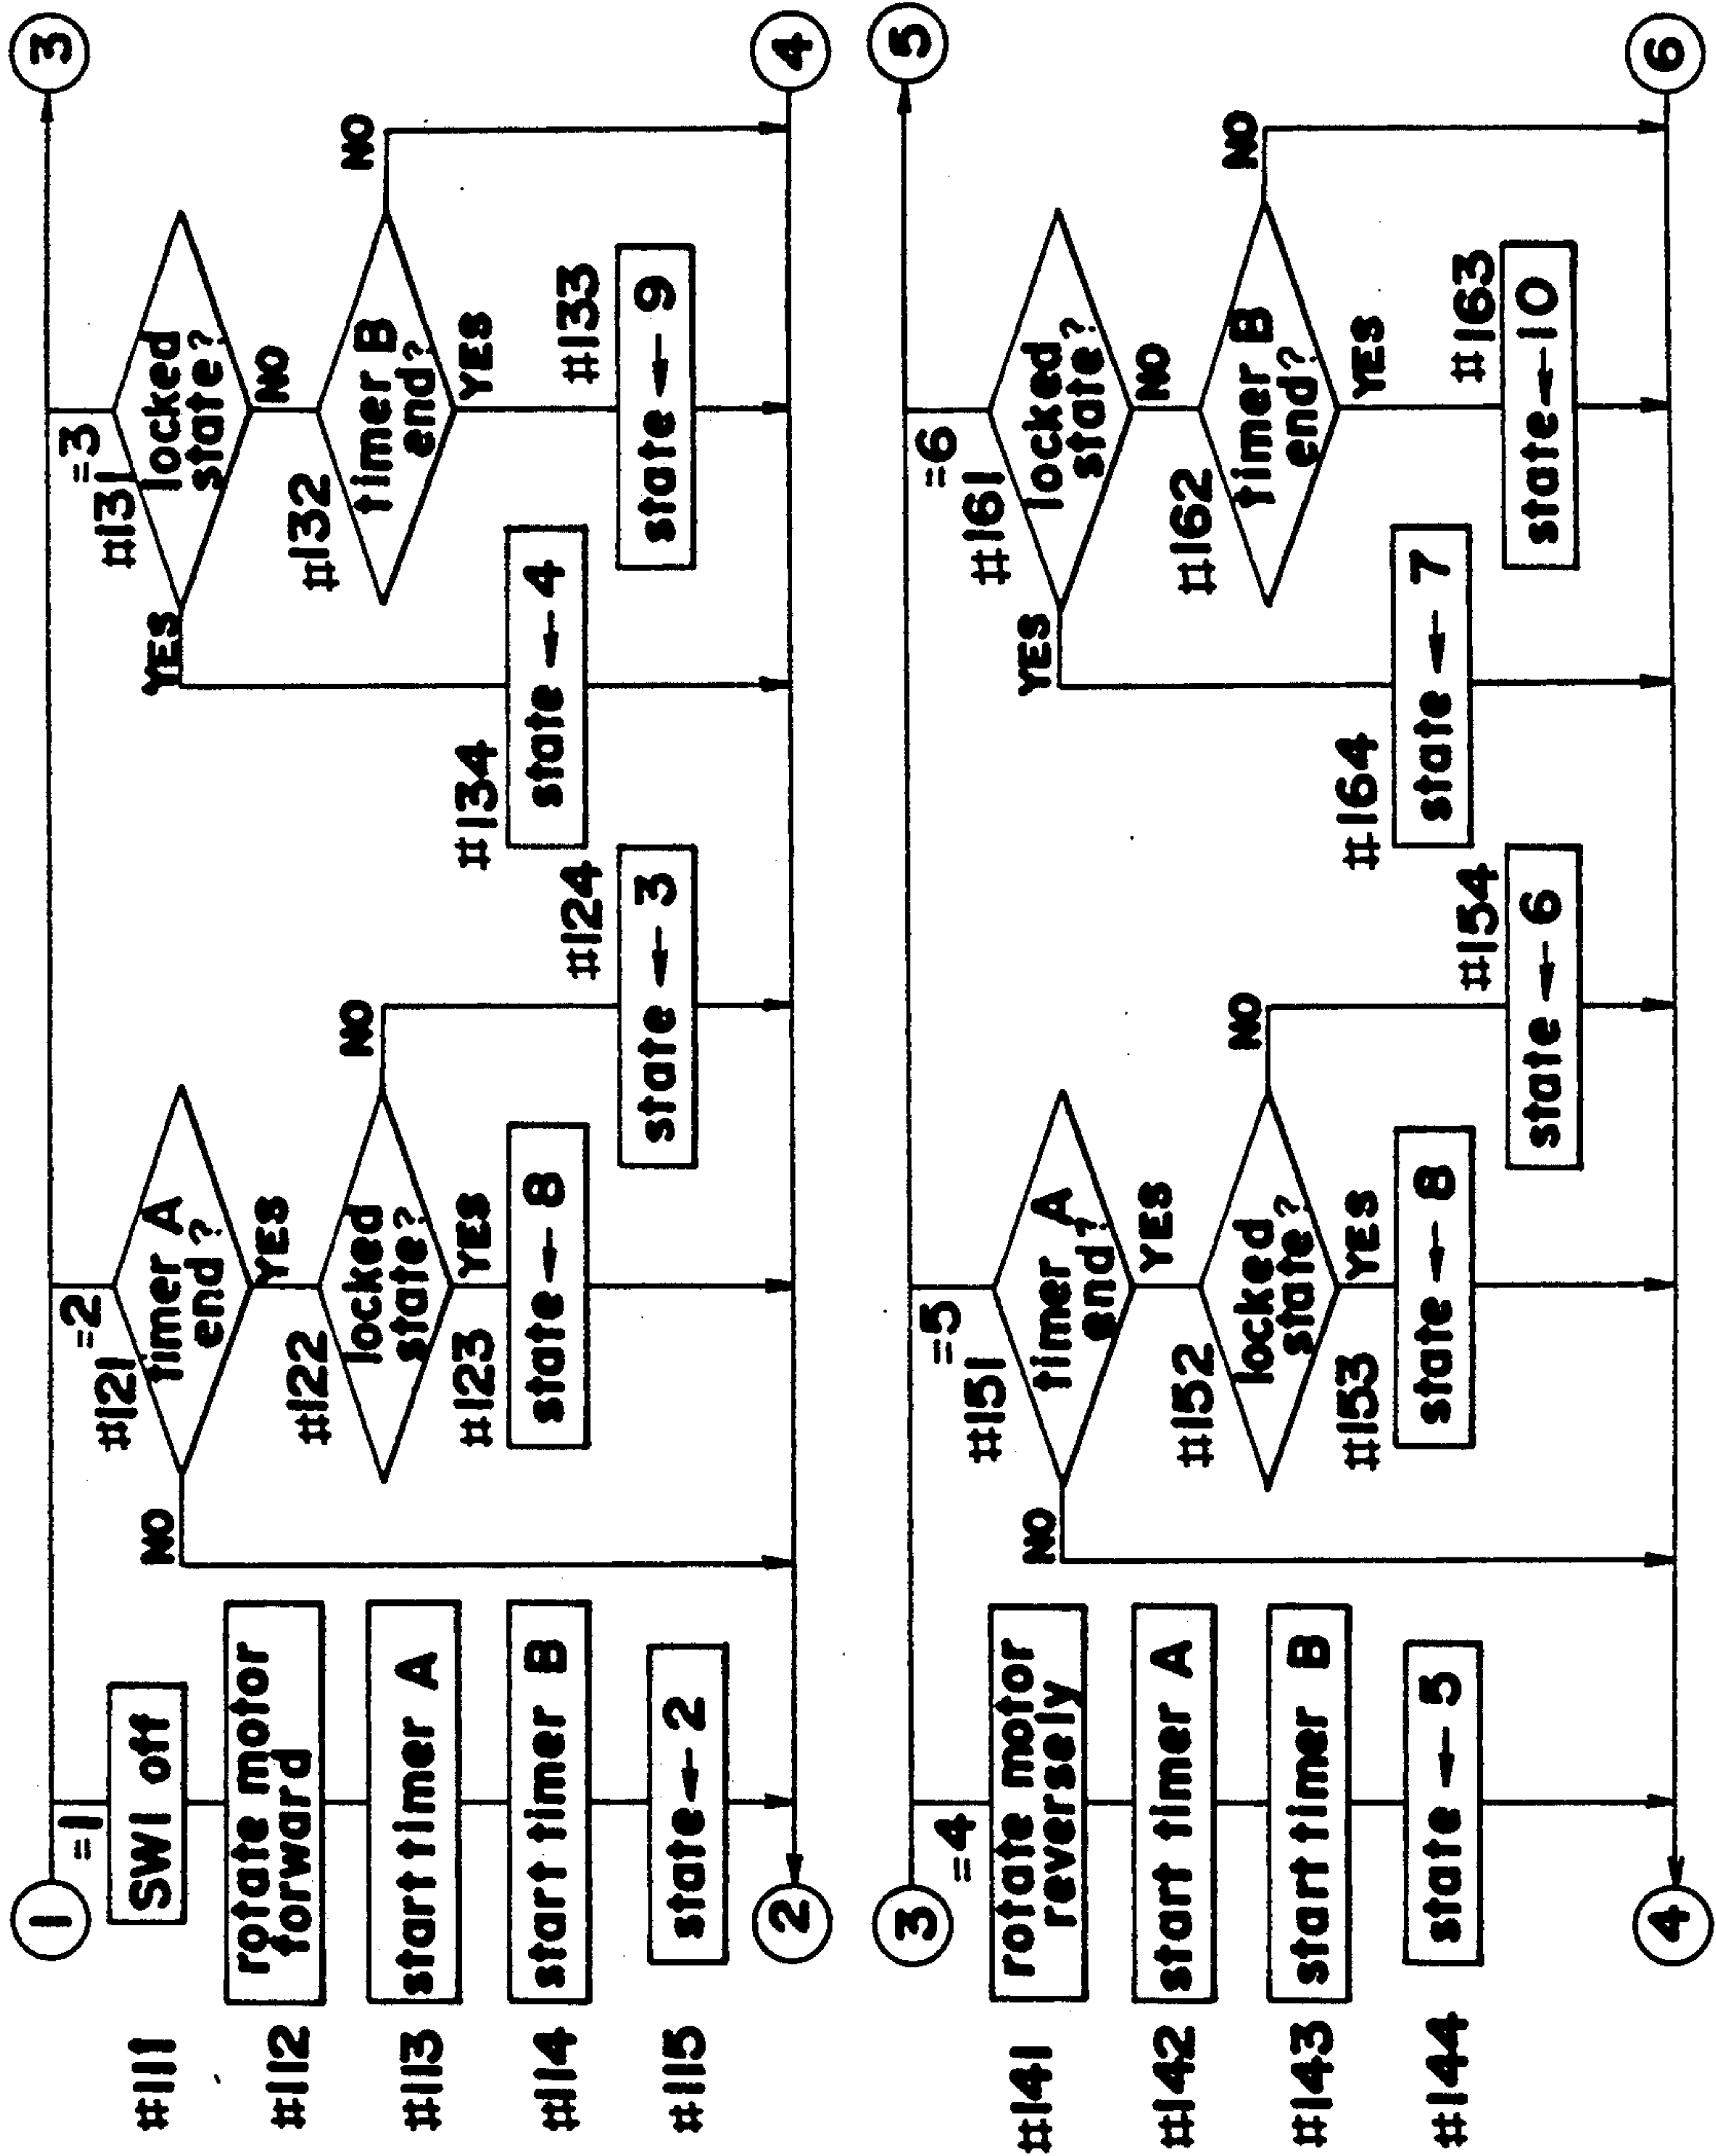 1
=1
#111
SW1 off
#112
rotate motor
forward
#113
start timer A
#114
start timer B
#115
state ← 2
2
=2
#121
timer A
end?
NO
YES
#122
locked
state?
NO
YES
#123
state ← 8
#124
state ← 3
=3
#131
locked
state?
YES
NO
#132
timer B
end?
NO
YES
#133
state ← 9
#134
state ← 4
3
4
3
=4
#141
rotate motor
reversely
#142
start timer A
#143
start timer B
#144
state ← 5
4
=5
#151
timer A
end?
NO
YES
#152
locked
state?
NO
YES
#153
state ← 8
#154
state ← 6
=6
#161
locked
state?
YES
NO
#162
timer B
end?
NO
YES
#163
state ← 10
#164
state ← 7
5
6